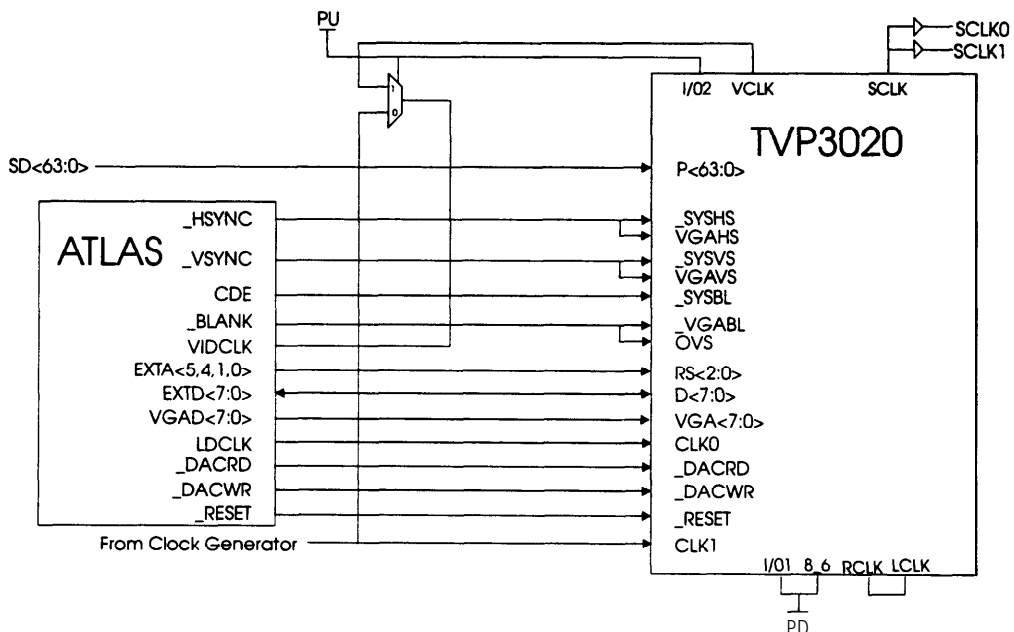 PU
SCLK0
SCLK1
I/02 VCLK SCLK
TVP3020
SD<63:0>
P<63:0>
ATLAS
_HSYNC
_SYSHS
VGAHS
_VSYNC
_SYSVS
VGAVS
CDE
_SYSBL
_BLANK
_VGABL
VIDCLK
OVS
EXTA<5,4,1,0>
RS<2:0>
EXTD<7:0>
D<7:0>
VGAD<7:0>
VGA<7:0>
LDCLK
CLK0
_DACRD
_DACRD
_DACWR
_DACWR
_RESET
_RESET
From Clock Generator
CLK1
1
0
I/01 8_6 RCLK LCLK
PD